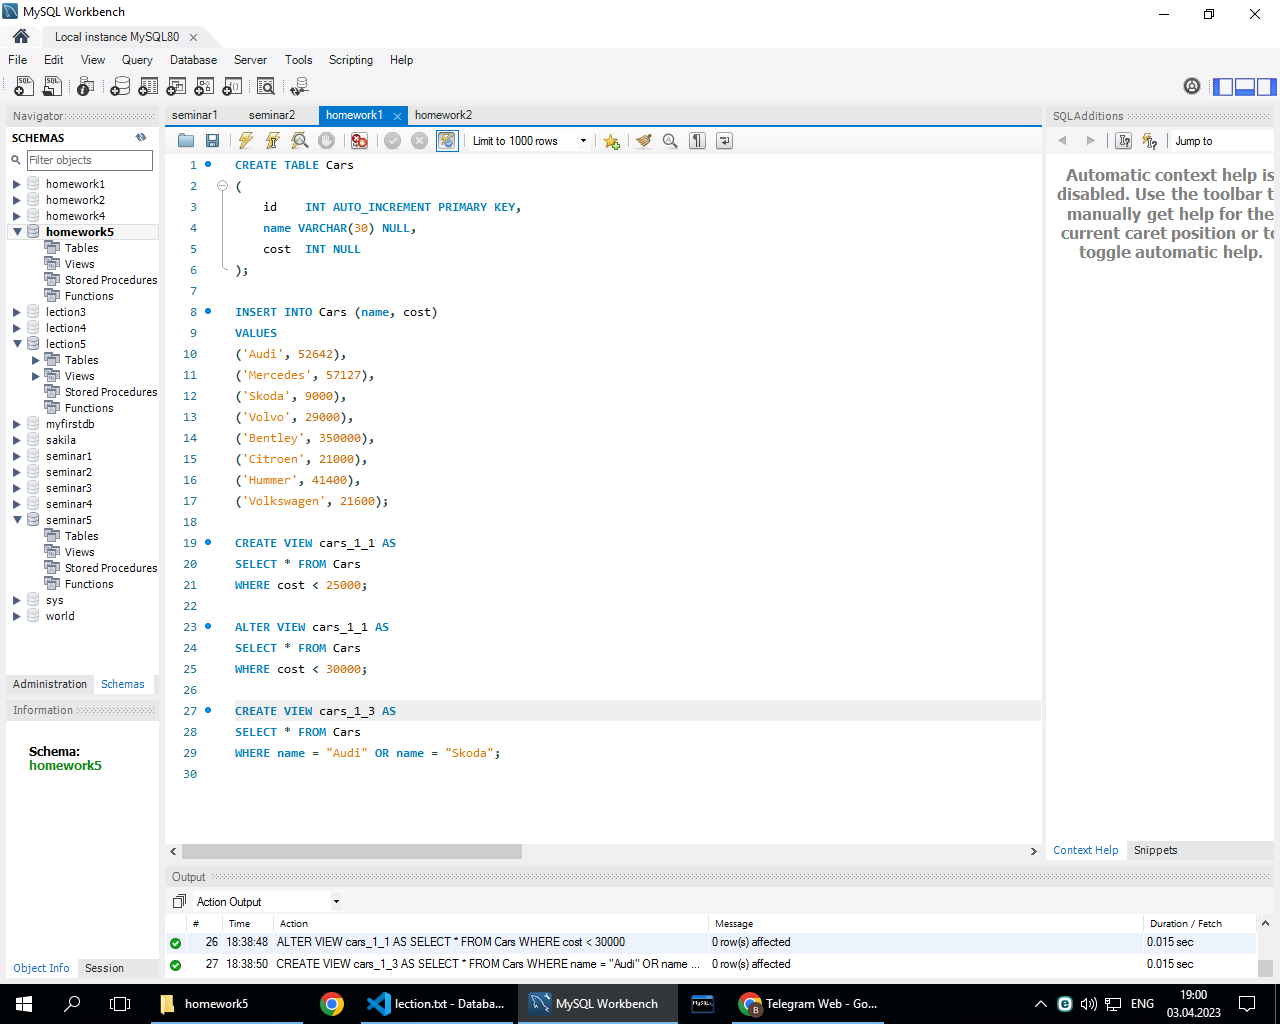 MySQL Workbench
Local instance MySQL80
File Edit View Query Database Server Tools Scripting Help
Navigator
SCHEMAS
Filter objects
homework1
homework2
homework4
homework5
Tables
Views
Stored Procedures
Functions
lection3
lection4
lection5
Tables
Views
Stored Procedures
Functions
myfirstdb
sakila
seminar1
seminar2
seminar3
seminar4
seminar5
Tables
Views
Stored Procedures
Functions
sys
world
Administration Schemas
Information
Schema:
homework5
Object Info Session
seminar1 seminar2 homework1 homework2
Limit to 1000 rows
1 CREATE TABLE Cars
2 (
3 id INT AUTO_INCREMENT PRIMARY KEY,
4 name VARCHAR(30) NULL,
5 cost INT NULL
6 );
7
8 INSERT INTO Cars (name, cost)
9 VALUES
10 ('Audi', 52642),
11 ('Mercedes', 57127),
12 ('Skoda', 9000),
13 ('Volvo', 29000),
14 ('Bentley', 350000),
15 ('Citroen', 21000),
16 ('Hummer', 41400),
17 ('Volkswagen', 21600);
18
19 CREATE VIEW cars_1_1 AS
20 SELECT * FROM Cars
21 WHERE cost < 25000;
22
23 ALTER VIEW cars_1_1 AS
24 SELECT * FROM Cars
25 WHERE cost < 30000;
26
27 CREATE VIEW cars_1_3 AS
28 SELECT * FROM Cars
29 WHERE name = "Audi" OR name = "Skoda";
30
SQLAdditions
Jump to
Automatic context help is
disabled. Use the toolbar t
manually get help for the
current caret position or to
toggle automatic help.
Context Help Snippets
Output
Action Output
# Time Action Message Duration / Fetch
26 18:38:48 ALTER VIEW cars_1_1 AS SELECT * FROM Cars WHERE cost < 30000 0 row(s) affected 0.015 sec
27 18:38:50 CREATE VIEW cars_1_3 AS SELECT * FROM Cars WHERE name = "Audi" OR name ... 0 row(s) affected 0.015 sec
homework5
lection.txt - Databa...
MySQL Workbench
Telegram Web - Go...
ENG
19:00
03.04.2023